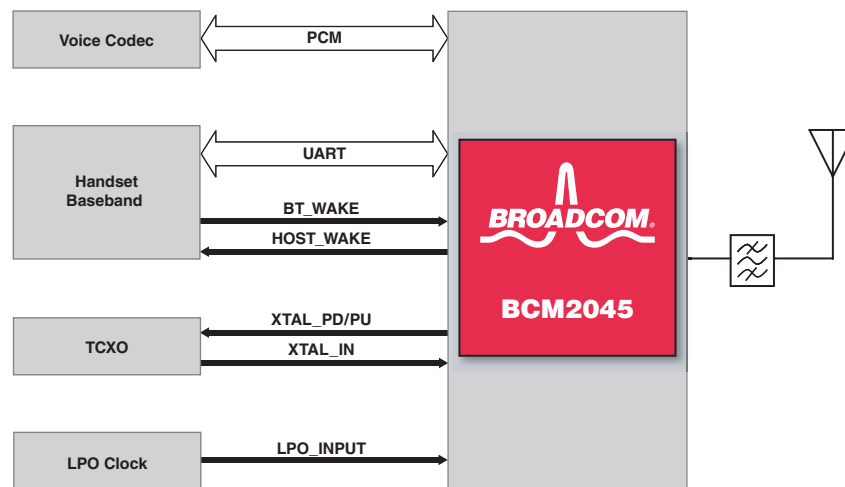 Voice Codec
PCM
Handset
Baseband
UART
BT_WAKE
HOST_WAKE
BROADCOM®
BCM2045
TCXO
XTAL_PD/PU
XTAL_IN
LPO Clock
LPO_INPUT